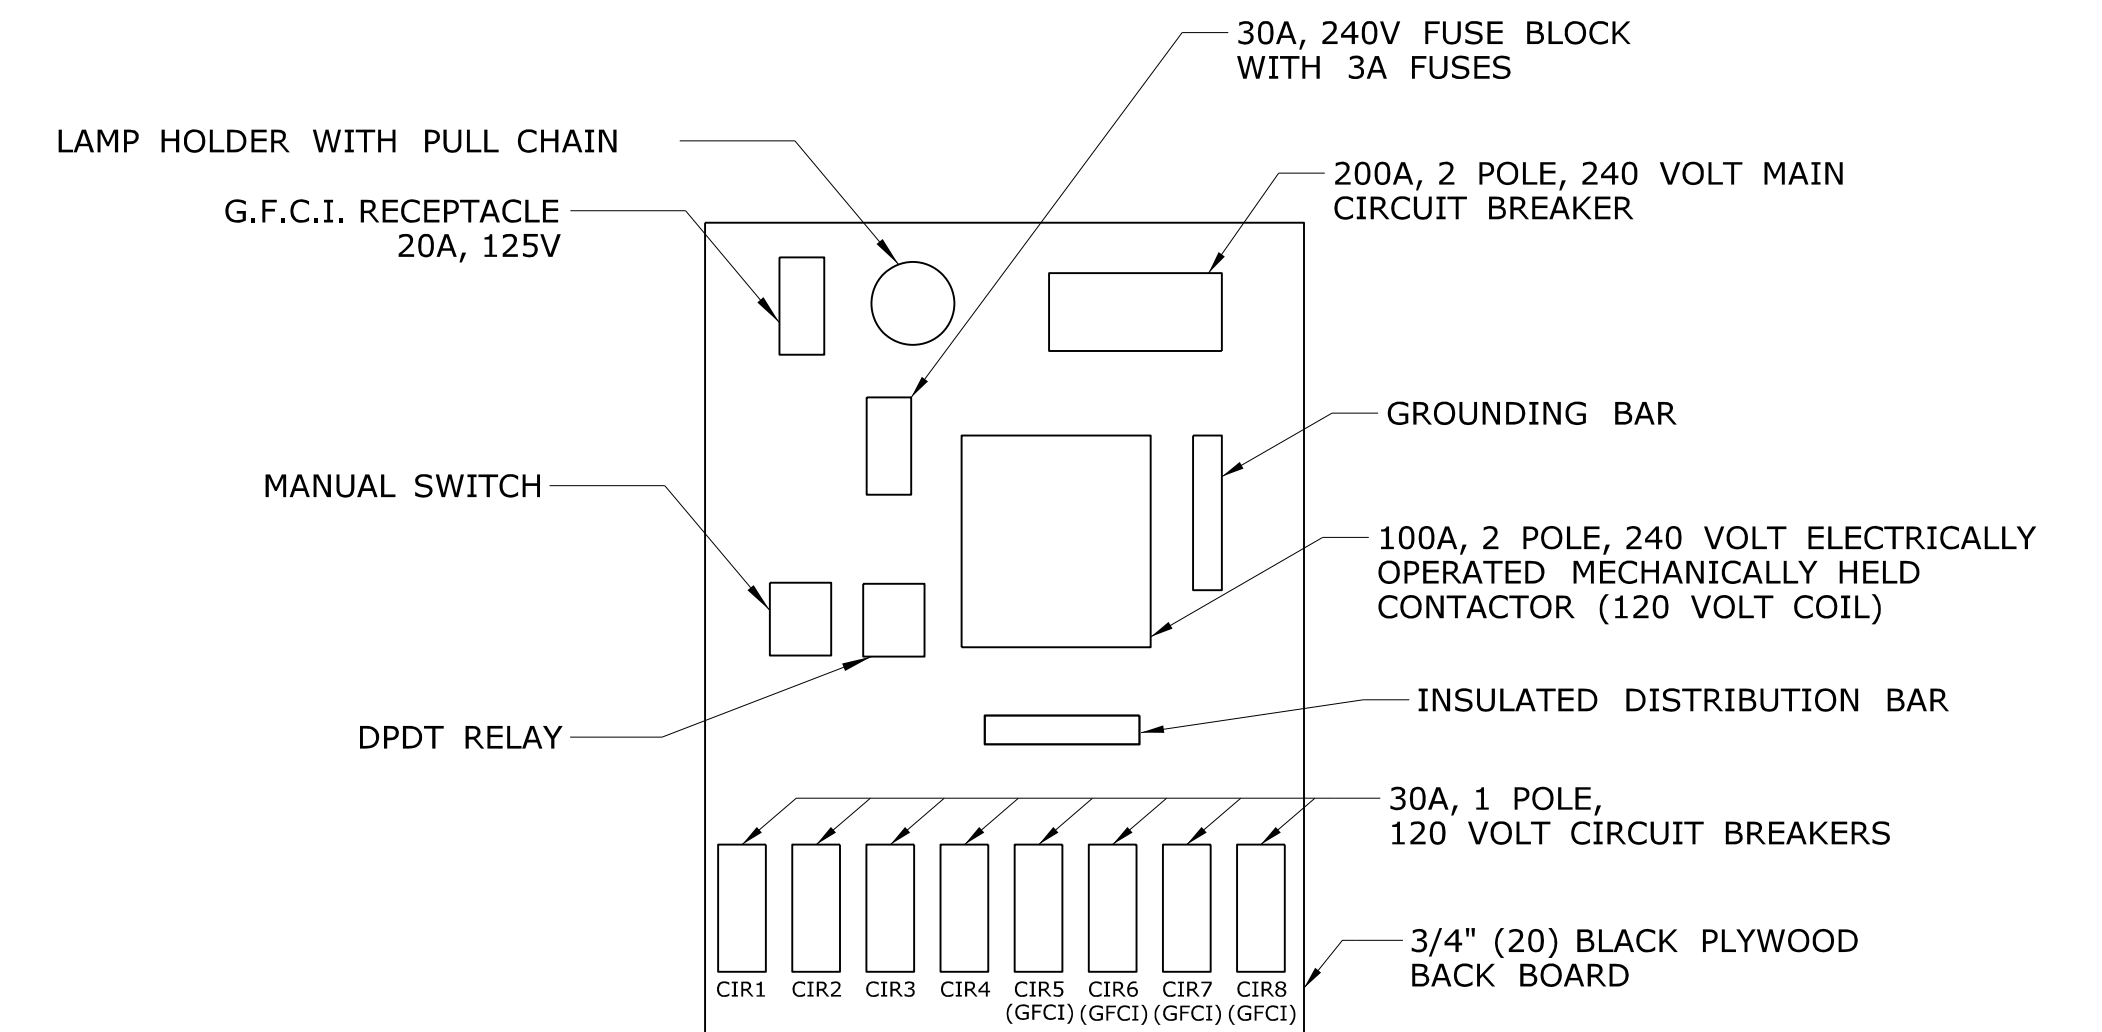 30A, 240V FUSE BLOCK
WITH 3A FUSES
LAMP HOLDER WITH PULL CHAIN
200A, 2 POLE, 240 VOLT MAIN
CIRCUIT BREAKER
G.F.C.I. RECEPTACLE
20A, 125V
GROUNDING BAR
MANUAL SWITCH
100A, 2 POLE, 240 VOLT ELECTRICALLY
OPERATED MECHANICALLY HELD
CONTACTOR (120 VOLT COIL)
INSULATED DISTRIBUTION BAR
DPDT RELAY
30A, 1 POLE,
120 VOLT CIRCUIT BREAKERS
3/4" (20) BLACK PLYWOOD
BACK BOARD
CIR1 CIR2 CIR3 CIR4 CIR5 CIR6 CIR7 CIR8
(GFCI) (GFCI) (GFCI) (GFCI)